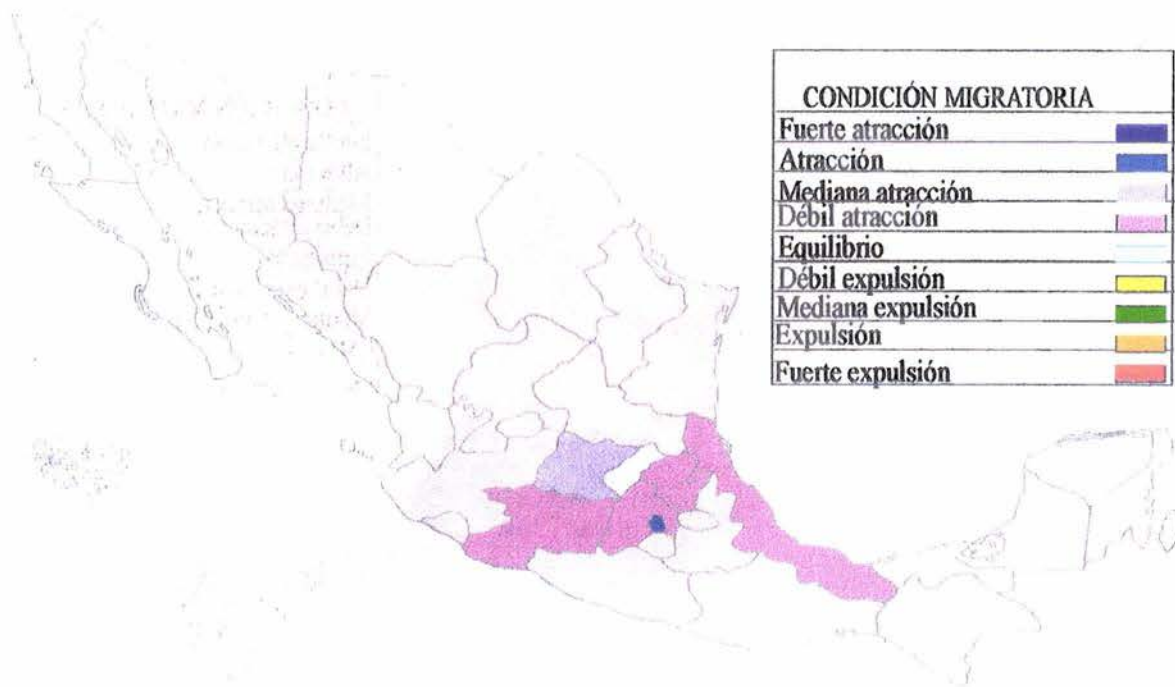 CONDICIÓN MIGRATORIA
Fuerte atracción
Atracción
Mediana atracción
Débil atracción
Equilibrio
Débil expulsión
Mediana expulsión
Expulsión
Fuerte expulsión